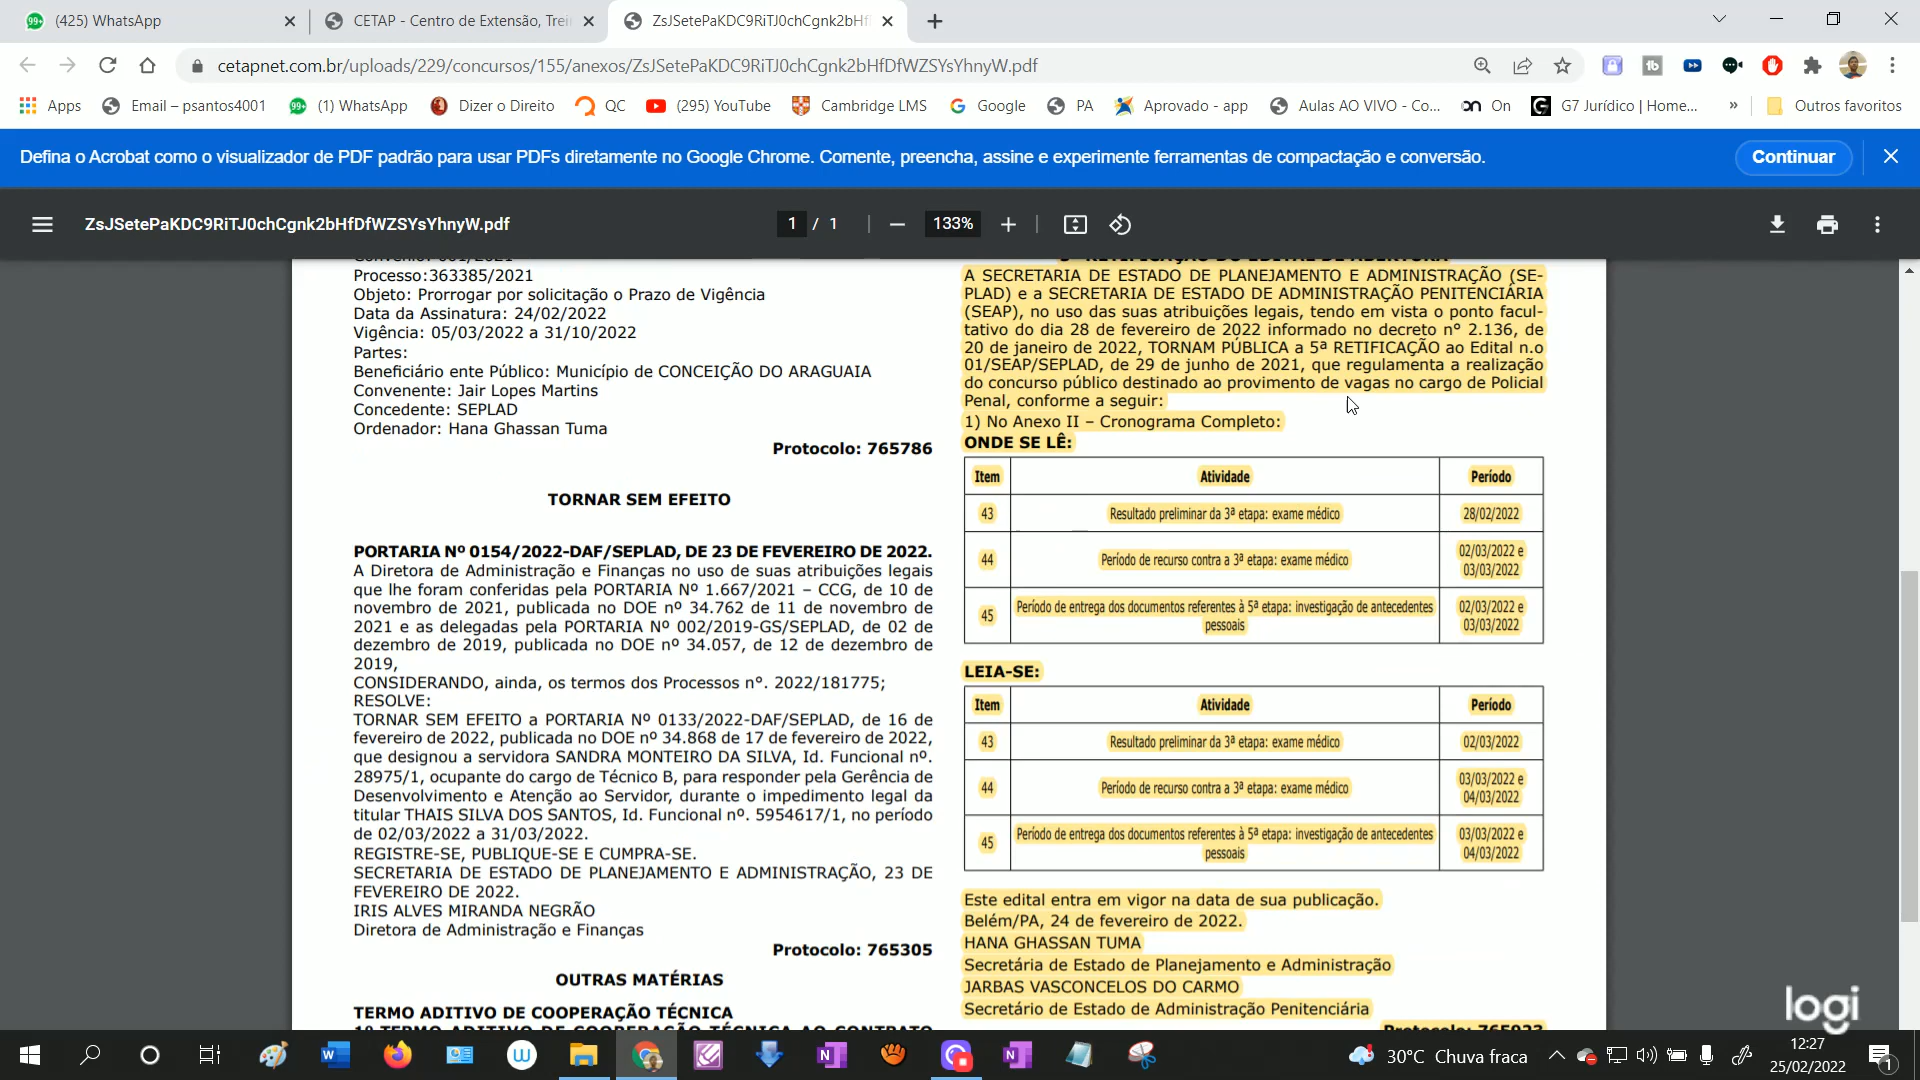 (425) WhatsApp
CETAP - Centro de Extensão, Trei
ZsJSetePaKDC9RiTJ0chCgnk2bHf
cetapnet.com.br/uploads/229/concursos/155/anexos/ZsJSetePaKDC9RiTJ0chCgnk2bHfDfWZSYsYhnyW.pdf
Apps
Email – psantos4001
(1) WhatsApp
Dizer o Direito
QC
(295) YouTube
Cambridge LMS
Google
PA
Aprovado - app
Aulas AO VIVO - Co...
On
G7 Jurídico | Home...
»
Outros favoritos
Defina o Acrobat como o visualizador de PDF padrão para usar PDFs diretamente no Google Chrome. Comente, preencha, assine e experimente ferramentas de compactação e conversão.
Continuar
ZsJSetePaKDC9RiTJ0chCgnk2bHfDfWZSYsYhnyW.pdf
1 / 1
133%
Processo:363385/2021
Objeto: Prorrogar por solicitação o Prazo de Vigência
Data da Assinatura: 24/02/2022
Vigência: 05/03/2022 a 31/10/2022
Partes:
Beneficiário ente Público: Município de CONCEIÇÃO DO ARAGUAIA
Convenente: Jair Lopes Martins
Concedente: SEPLAD
Ordenador: Hana Ghassan Tuma
Protocolo: 765786
TORNAR SEM EFEITO
PORTARIA Nº 0154/2022-DAF/SEPLAD, DE 23 DE FEVEREIRO DE 2022.
A Diretora de Administração e Finanças no uso de suas atribuições legais
que lhe foram conferidas pela PORTARIA Nº 1.667/2021 – CCG, de 10 de
novembro de 2021, publicada no DOE nº 34.762 de 11 de novembro de
2021 e as delegadas pela PORTARIA Nº 002/2019-GS/SEPLAD, de 02 de
dezembro de 2019, publicada no DOE nº 34.057, de 12 de dezembro de
2019,
CONSIDERANDO, ainda, os termos dos Processos n°. 2022/181775;
RESOLVE:
TORNAR SEM EFEITO a PORTARIA Nº 0133/2022-DAF/SEPLAD, de 16 de
fevereiro de 2022, publicada no DOE nº 34.868 de 17 de fevereiro de 2022,
que designou a servidora SANDRA MONTEIRO DA SILVA, Id. Funcional nº.
28975/1, ocupante do cargo de Técnico B, para responder pela Gerência de
Desenvolvimento e Atenção ao Servidor, durante o impedimento legal da
titular THAIS SILVA DOS SANTOS, Id. Funcional nº. 5954617/1, no período
de 02/03/2022 a 31/03/2022.
REGISTRE-SE, PUBLIQUE-SE E CUMPRA-SE.
SECRETARIA DE ESTADO DE PLANEJAMENTO E ADMINISTRAÇÃO, 23 DE
FEVEREIRO DE 2022.
IRIS ALVES MIRANDA NEGRÃO
Diretora de Administração e Finanças
Protocolo: 765305
OUTRAS MATÉRIAS
TERMO ADITIVO DE COOPERAÇÃO TÉCNICA
1º TERMO ADITIVO DE COOPERAÇÃO TÉCNICA AO CONTRATO
A SECRETARIA DE ESTADO DE PLANEJAMENTO E ADMINISTRAÇÃO (SE-
PLAD) e a SECRETARIA DE ESTADO DE ADMINISTRAÇÃO PENITENCIÁRIA
(SEAP), no uso das suas atribuições legais, tendo em vista o ponto facul-
tativo do dia 28 de fevereiro de 2022 informado no decreto n° 2.136, de
20 de janeiro de 2022, TORNAM PÚBLICA a 5ª RETIFICAÇÃO ao Edital n.o
01/SEAP/SEPLAD, de 29 de junho de 2021, que regulamenta a realização
do concurso público destinado ao provimento de vagas no cargo de Policial
Penal, conforme a seguir:
1) No Anexo II – Cronograma Completo:
ONDE SE LÊ:
Item Atividade Período
43 Resultado preliminar da 3ª etapa: exame médico 28/02/2022
44 Período de recurso contra a 3ª etapa: exame médico 02/03/2022 e
03/03/2022
45 Período de entrega dos documentos referentes à 5ª etapa: investigação de antecedentes 02/03/2022 e
pessoais 03/03/2022
LEIA-SE:
Item Atividade Período
43 Resultado preliminar da 3ª etapa: exame médico 02/03/2022
44 Período de recurso contra a 3ª etapa: exame médico 03/03/2022 e
04/03/2022
45 Período de entrega dos documentos referentes à 5ª etapa: investigação de antecedentes 03/03/2022 e
pessoais 04/03/2022
Este edital entra em vigor na data de sua publicação.
Belém/PA, 24 de fevereiro de 2022.
HANA GHASSAN TUMA
Secretária de Estado de Planejamento e Administração
JARBAS VASCONCELOS DO CARMO
Secretário de Estado de Administração Penitenciária
logi
30°C Chuva fraca
12:27
25/02/2022
1